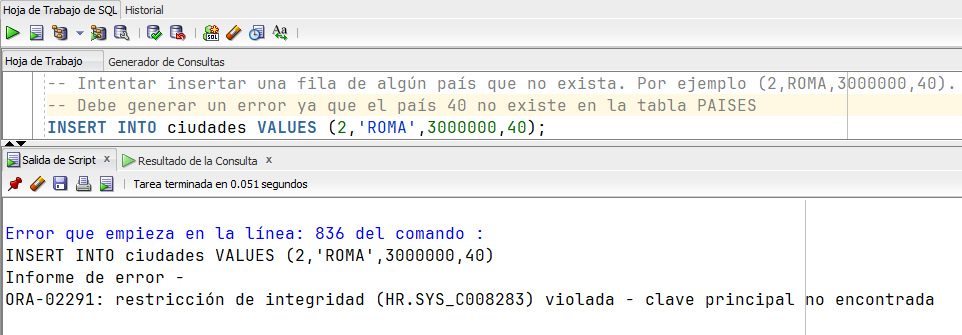 Hoja de Trabajo de SQL Historial
SQL Aa
Hoja de Trabajo Generador de Consultas
-- Intentar insertar una fila de algún país que no exista. Por ejemplo (2,ROMA,3000000,40).
-- Debe generar un error ya que el país 40 no existe en la tabla PAISES
INSERT INTO ciudades VALUES (2,'ROMA',3000000,40);
Salida de Script x Resultado de la Consulta x
Tarea terminada en 0.051 segundos
Error que empieza en la línea: 836 del comando :
INSERT INTO ciudades VALUES (2,'ROMA',3000000,40)
Informe de error -
ORA-02291: restricción de integridad (HR.SYS_C008283) violada - clave principal no encontrada